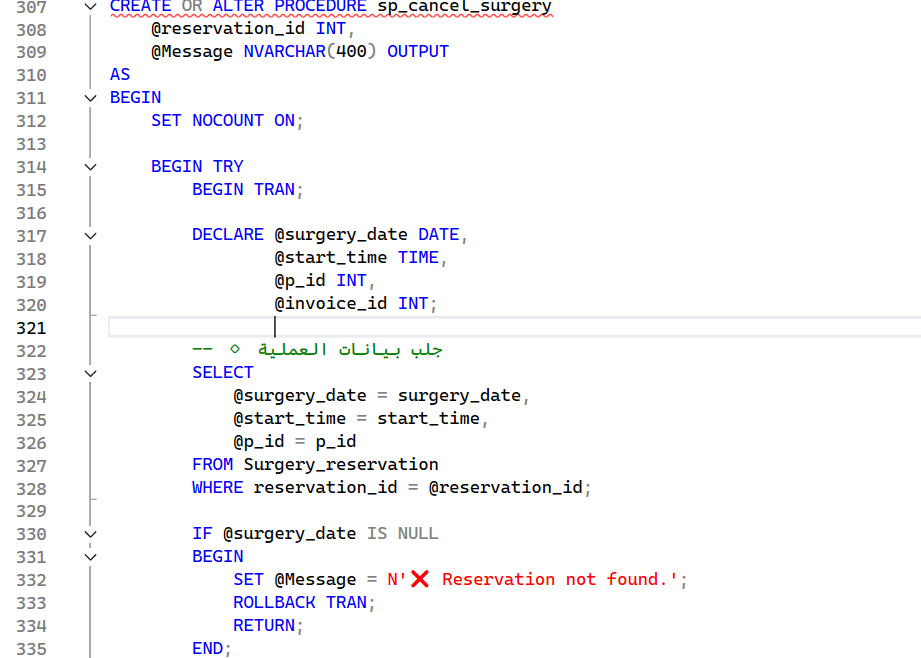 307 CREATE OR ALTER PROCEDURE sp_cancel_surgery
308 @reservation_id INT,
309 @Message NVARCHAR(400) OUTPUT
310 AS
311 BEGIN
312 SET NOCOUNT ON;
313
314 BEGIN TRY
315 BEGIN TRAN;
316
317 DECLARE @surgery_date DATE,
318 @start_time TIME,
319 @p_id INT,
320 @invoice_id INT;
321
322 -- ◇ جلب بيانات العملية
323 SELECT
324 @surgery_date = surgery_date,
325 @start_time = start_time,
326 @p_id = p_id
327 FROM Surgery_reservation
328 WHERE reservation_id = @reservation_id;
329
330 IF @surgery_date IS NULL
331 BEGIN
332 SET @Message = N'❌ Reservation not found.';
333 ROLLBACK TRAN;
334 RETURN;
335 END;